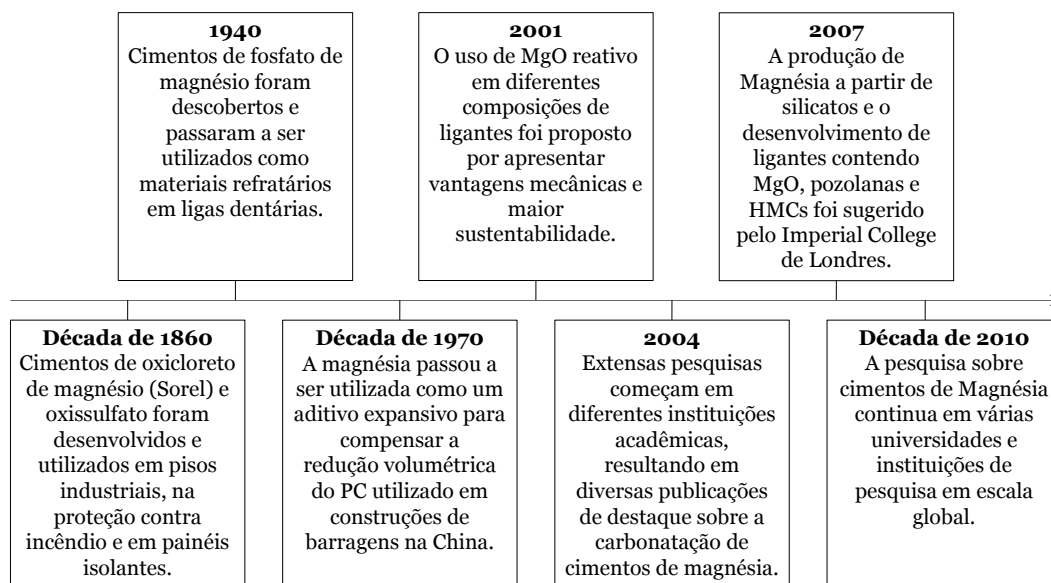 1940
Cimentos de fosfato de
magnésio foram
descobertos e
passaram a ser
utilizados como
materiais refratários
em ligas dentárias.
2001
O uso de MgO reativo
em diferentes
composições de
ligantes foi proposto
por apresentar
vantagens mecânicas e
maior
sustentabilidade.
2007
A produção de
Magnésia a partir de
silicatos e o
desenvolvimento de
ligantes contendo
MgO, pozolanas e
HMCs foi sugerido
pelo Imperial College
de Londres.
Década de 1860
Cimentos de oxicloreto
de magnésio (Sorel) e
oxissulfato foram
desenvolvidos e
utilizados em pisos
industriais, na
proteção contra
incêndio e em painéis
isolantes.
Década de 1970
A magnésia passou a
ser utilizada como um
aditivo expansivo para
compensar a
redução volumétrica
do PC utilizado em
construções de
barragens na China.
2004
Extensas pesquisas
começam em
diferentes instituições
acadêmicas,
resultando em
diversas publicações
de destaque sobre a
carbonatação de
cimentos de magnésia.
Década de 2010
A pesquisa sobre
cimentos de Magnésia
continua em várias
universidades e
instituições de
pesquisa em escala
global.